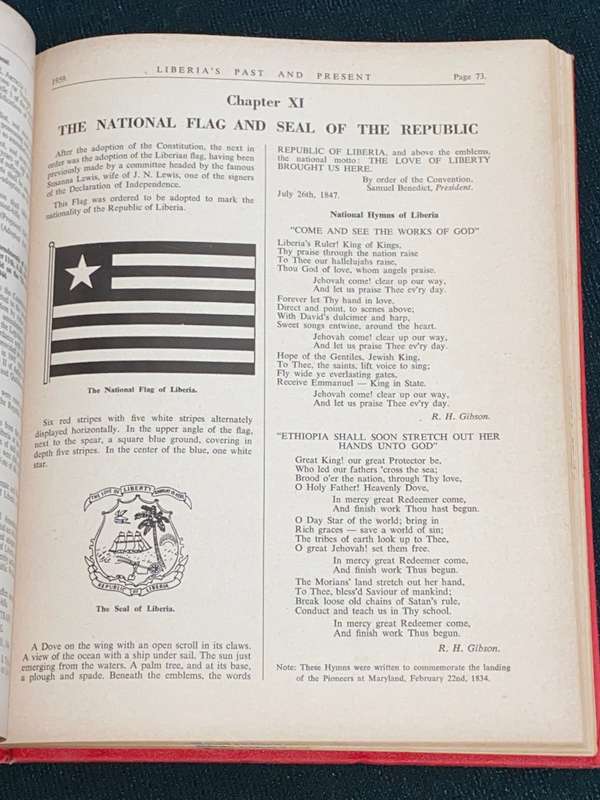 1959.
LIBERIA'S PAST AND PRESENT
Page 73.
Chapter XI
THE NATIONAL FLAG AND SEAL OF THE REPUBLIC
After the adoption of the Constitution, the next in
order was the adoption of the Liberian flag, having been
previously made by a committee headed by the famous
Susanna Lewis, wife of J. N. Lewis, one of the signers
of the Declaration of Independence.
This Flag was ordered to be adopted to mark the
nationality of the Republic of Liberia.
The National Flag of Liberia.
Six red stripes with five white stripes alternately
displayed horizontally. In the upper angle of the flag,
next to the spear, a square blue ground, covering in
depth five stripes. In the center of the blue, one white
star.
THE LOVE OF LIBERTY BROUGHT US HERE
REPUBLIC OF LIBERIA
The Seal of Liberia.
A Dove on the wing with an open scroll in its claws.
A view of the ocean with a ship under sail. The sun just
emerging from the waters. A palm tree, and at its base,
a plough and spade. Beneath the emblems, the words
REPUBLIC OF LIBERIA, and above the emblems,
the national motto: THE LOVE OF LIBERTY
BROUGHT US HERE.
By order of the Convention.
Samuel Benedict, President.
July 26th, 1847.
National Hymns of Liberia
"COME AND SEE THE WORKS OF GOD"
Liberia's Ruler! King of Kings,
Thy praise through the nation raise
To Thee our hallelujahs raise,
Thou God of love, whom angels praise.
Jehovah come! clear up our way,
And let us praise Thee ev'ry day.
Forever let Thy hand in love,
Direct and point, to scenes above;
With David's dulcimer and harp,
Sweet songs entwine, around the heart.
Jehovah come! clear up our way,
And let us praise Thee ev'ry day.
Hope of the Gentiles, Jewish King,
To Thee, the saints, lift voice to sing;
Fly wide ye everlasting gates,
Receive Emmanuel — King in State.
Jehovah come! clear up our way,
And let us praise Thee ev'ry day.
R. H. Gibson.
"ETHIOPIA SHALL SOON STRETCH OUT HER
HANDS UNTO GOD"
Great King! our great Protector be,
Who led our fathers 'cross the sea;
Brood o'er the nation, through Thy love,
O Holy Father! Heavenly Dove,
In mercy great Redeemer come,
And finish work Thou hast begun.
O Day Star of the world; bring in
Rich graces — save a world of sin;
The tribes of earth look up to Thee,
O great Jehovah! set them free.
In mercy great Redeemer come,
And finish work Thus begun.
The Morians' land stretch out her hand,
To Thee, bless'd Saviour of mankind;
Break loose old chains of Satan's rule,
Conduct and teach us in Thy school.
In mercy great Redeemer come,
And finish work Thus begun.
R. H. Gibson.
Note: These Hymns were written to commemorate the landing
of the Pioneers at Maryland, February 22nd, 1834.